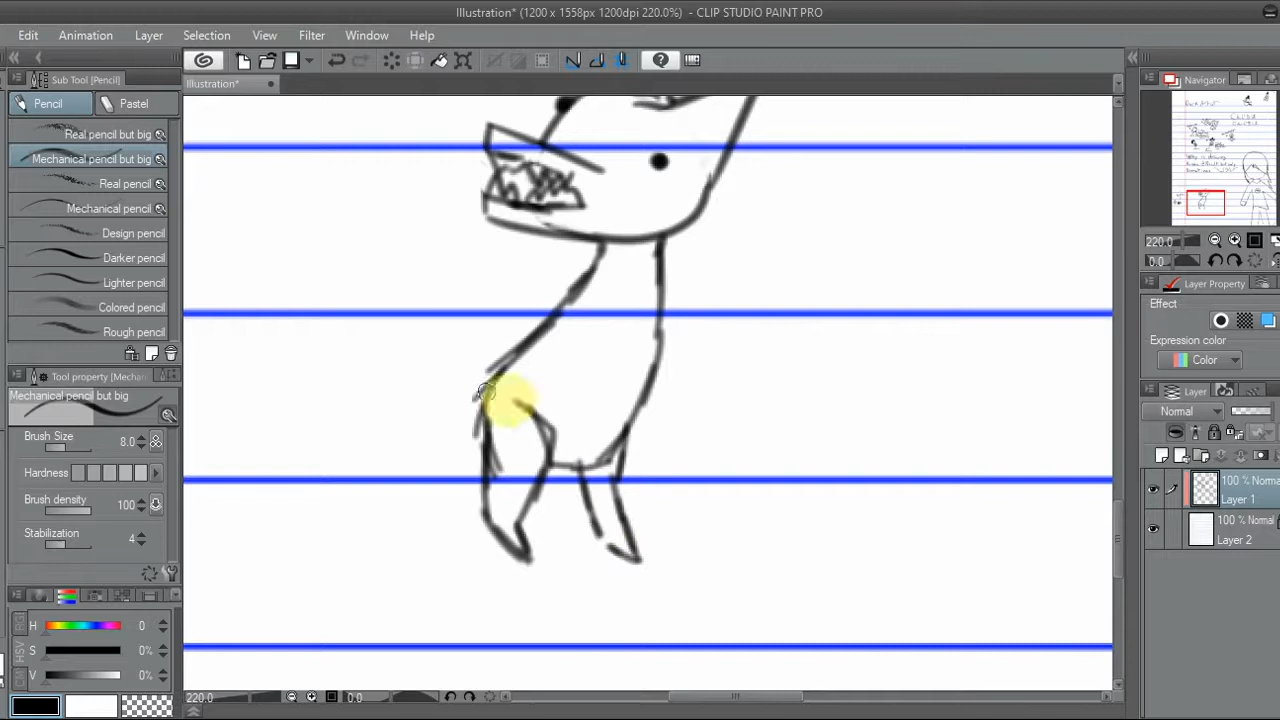 Illustration* (1200 x 1558px 1200dpi 220.0%) - CLIP STUDIO PAINT PRO
Edit Animation Layer Selection View Filter Window Help
Sub Tool [Pencil]
Illustration*
Navigator
Pencil Pastel
Real pencil but big
Mechanical pencil but big
Real pencil
Mechanical pencil
Design pencil
Darker pencil
Lighter pencil
Colored pencil
Rough pencil
220.0
0.0
Layer Property
Effect
Expression color
Color
Tool property [Mechar
Mechanical pencil but big
Brush Size 8.0
Hardness
Brush density 100
Stabilization 4
Layer
Normal
100 % Normal
Layer 1
100 % Normal
Layer 2
H 0
S 0%
V 0%
RGB
HSV
220.0 0.0